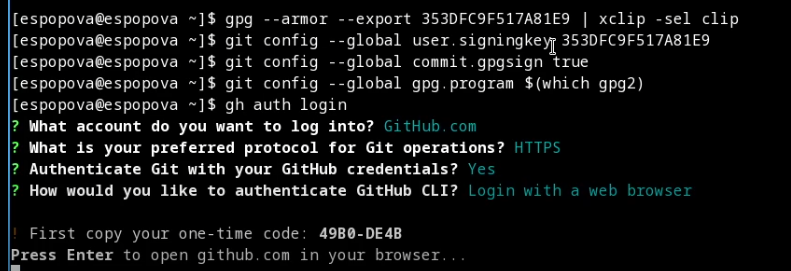 [espopova@espopova ~]$ gpg --armor --export 353DFC9F517A81E9 | xclip -sel clip
[espopova@espopova ~]$ git config --global user.signingkey 353DFC9F517A81E9
[espopova@espopova ~]$ git config --global commit.gpgsign true
[espopova@espopova ~]$ git config --global gpg.program $(which gpg2)
[espopova@espopova ~]$ gh auth login
? What account do you want to log into? GitHub.com
? What is your preferred protocol for Git operations? HTTPS
? Authenticate Git with your GitHub credentials? Yes
? How would you like to authenticate GitHub CLI? Login with a web browser
! First copy your one-time code: 49B0-DE4B
Press Enter to open github.com in your browser...